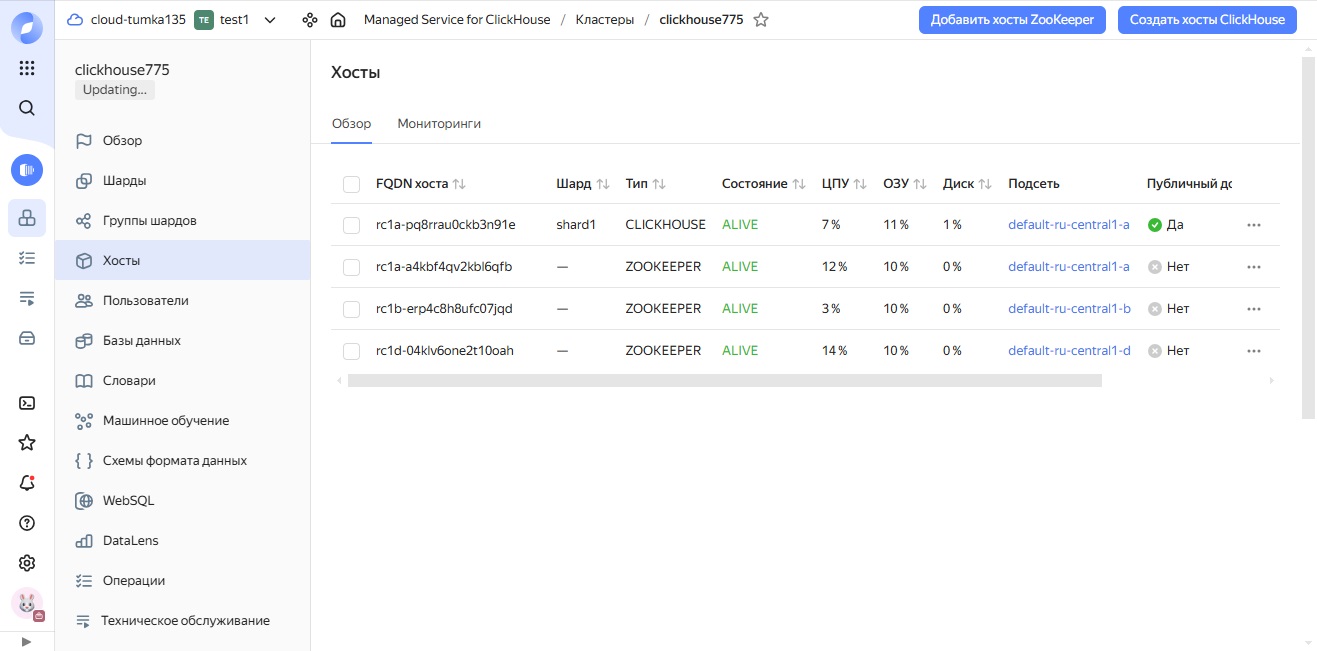 cloud-tumka135 TE test1 Managed Service for ClickHouse / Кластеры / clickhouse775 Добавить хосты ZooKeeper Создать хосты ClickHouse
clickhouse775
Updating...
Обзор
Шарды
Группы шардов
Хосты
Пользователи
Базы данных
Словари
Машинное обучение
Схемы формата данных
WebSQL
DataLens
Операции
Техническое обслуживание
Хосты
Обзор Мониторинги
FQDN хоста Шард Тип Состояние ЦПУ ОЗУ Диск Подсеть Публичный дс
rc1a-pq8rrau0ckb3n91e shard1 CLICKHOUSE ALIVE 7 % 11 % 1 % default-ru-central1-a Да
rc1a-a4kbf4qv2kbl6qfb — ZOOKEEPER ALIVE 12 % 10 % 0 % default-ru-central1-a Нет
rc1b-erp4c8h8ufc07jqd — ZOOKEEPER ALIVE 3 % 10 % 0 % default-ru-central1-b Нет
rc1d-04klv6one2t10oah — ZOOKEEPER ALIVE 14 % 10 % 0 % default-ru-central1-d Нет